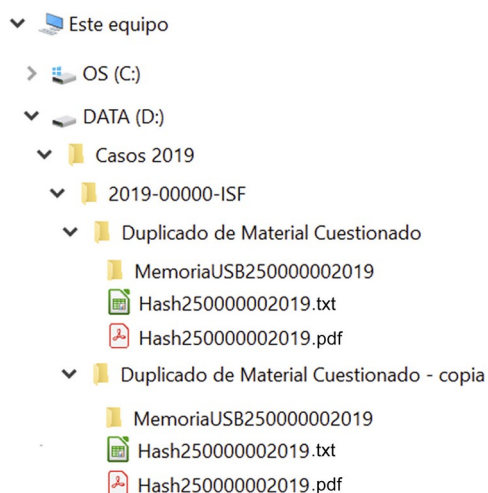 Este equipo
OS (C:)
DATA (D:)
Casos 2019
2019-00000-ISF
Duplicado de Material Cuestionado
MemoriaUSB250000002019
Hash250000002019.txt
Hash250000002019.pdf
Duplicado de Material Cuestionado - copia
MemoriaUSB250000002019
Hash250000002019.txt
Hash250000002019.pdf